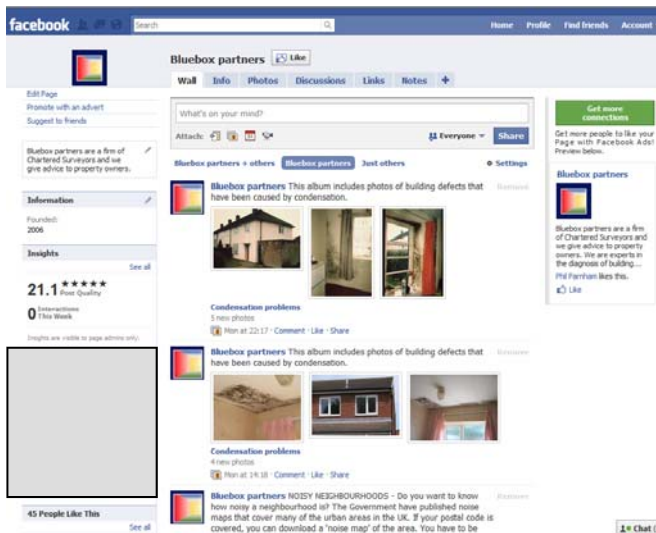 facebook
Search
Home Profile Find friends Account
Bluebox partners Like
Wall Info Photos Discussions Links Notes +
Edit Page
Promote with an advert
Suggest to friends
Bluebox partners are a firm of
Chartered Surveyors and we
give advice to property owners.
Information
Founded:
2006
Insights
See all
21.1 Post Quality
0 Interactions
This Week
Insights are visible to page admins only.
45 People Like This
See all
What's on your mind?
Attach:
Everyone Share
Bluebox partners + others Bluebox partners Just others Settings
Bluebox partners This album includes photos of building defects that Remove
have been caused by condensation.
Condensation problems
5 new photos
Mon at 22:17 · Comment · Like · Share
Bluebox partners This album includes photos of building defects that Remove
have been caused by condensation.
Condensation problems
4 new photos
Mon at 14:18 · Comment · Like · Share
Bluebox partners NOISY NEIGHBOURHOODS - Do you want to know Remove
how noisy a neighbourhood is? The Government have published noise
maps that cover many of the urban areas in the UK. If your postal code is
covered, you can download a 'noise map' of the area. You have to be
Get more
connections
Get more people to like your
Page with Facebook Ads!
Preview below.
Bluebox partners
Bluebox partners are a firm
of Chartered Surveyors and
we give advice to property
owners. We are experts in
the diagnosis of building...
Phil Parnham likes this.
Like
Chat (